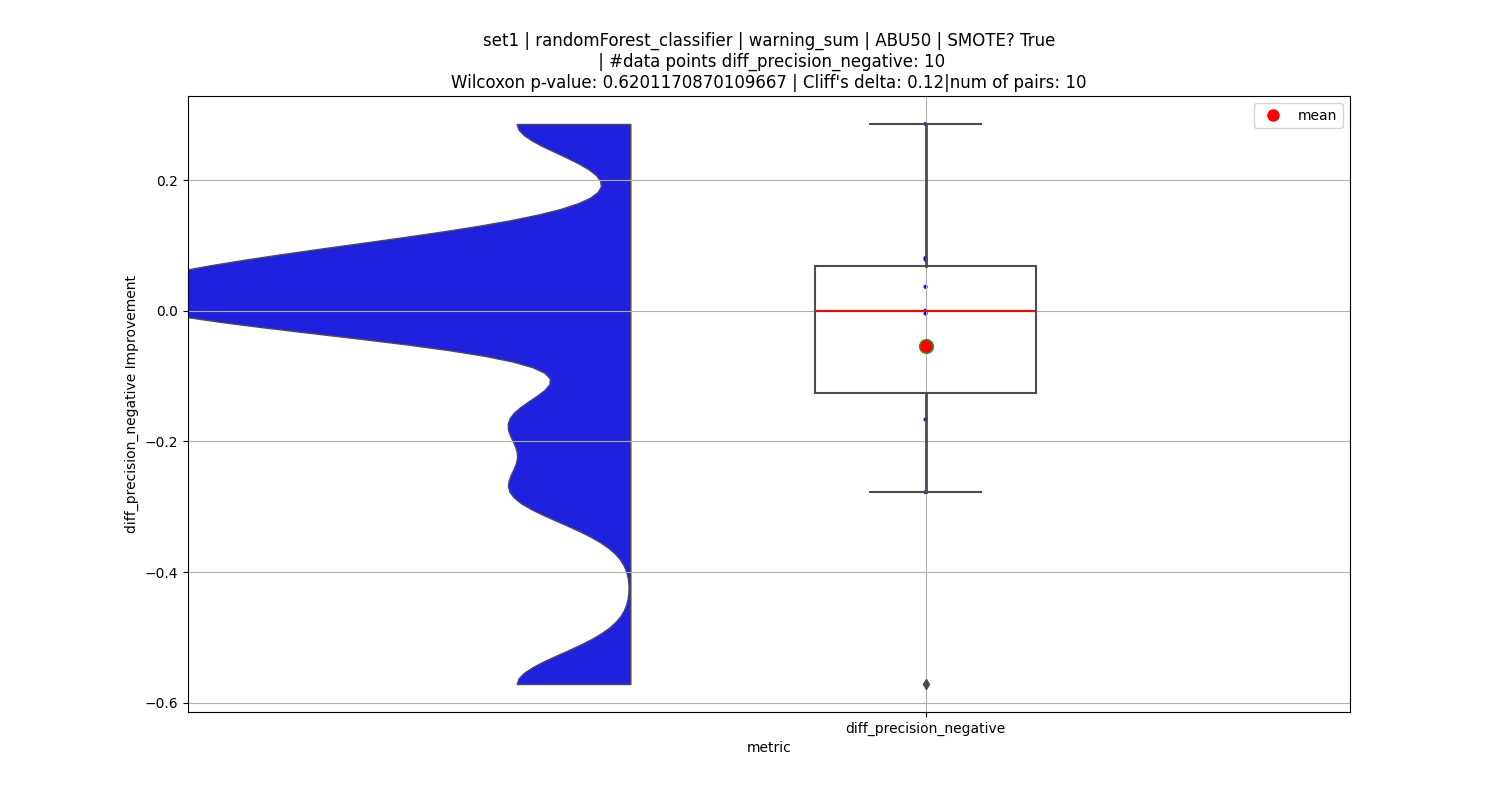 set1 | randomForest_classifier | warning_sum | ABU50 | SMOTE? True
| #data points diff_precision_negative: 10
Wilcoxon p-value: 0.6201170870109667 | Cliff's delta: 0.12|num of pairs: 10
mean
0.2
0.0
−0.2
−0.4
−0.6
diff_precision_negative Improvement
diff_precision_negative
metric